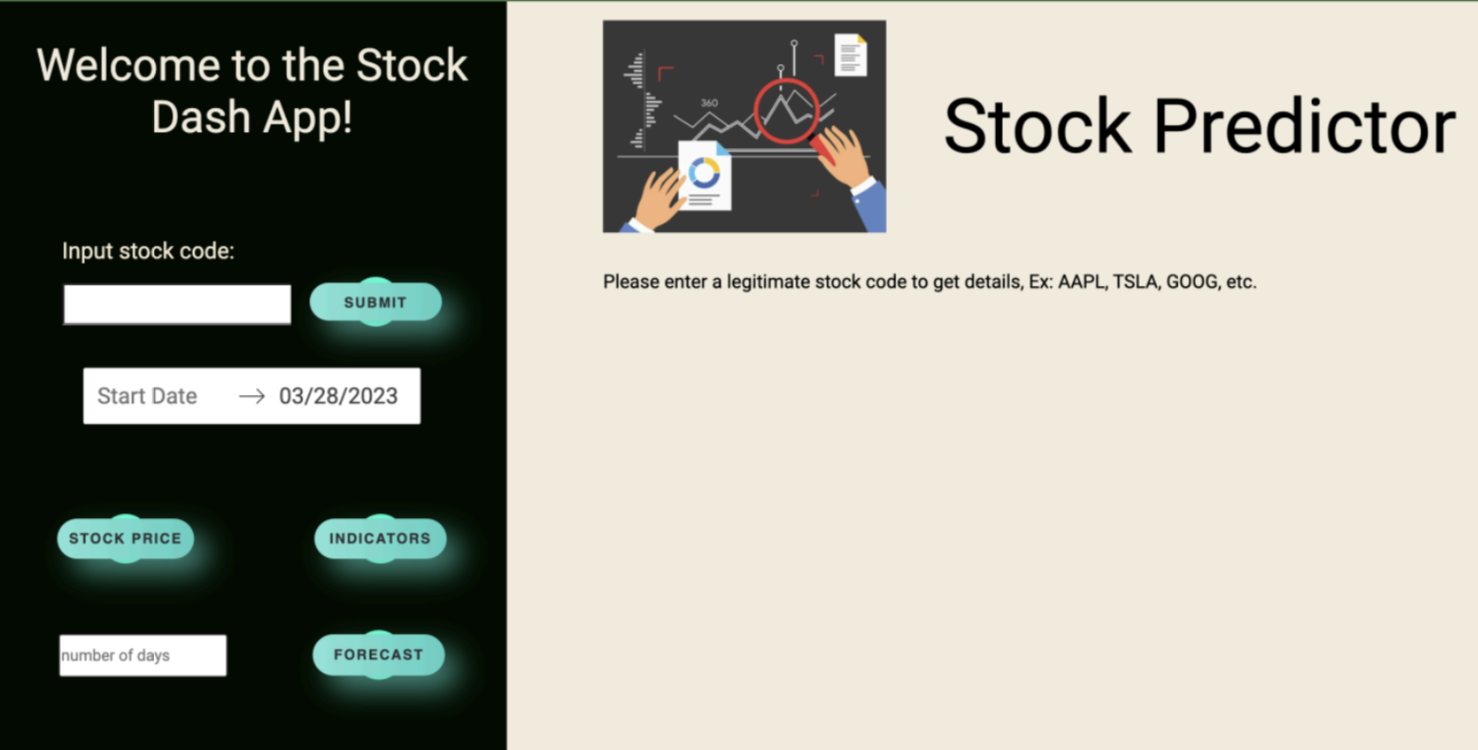 Welcome to the Stock
Dash App!
Input stock code:
SUBMIT
Start Date → 03/28/2023
STOCK PRICE
INDICATORS
number of days
FORECAST
360
Stock Predictor
Please enter a legitimate stock code to get details, Ex: AAPL, TSLA, GOOG, etc.